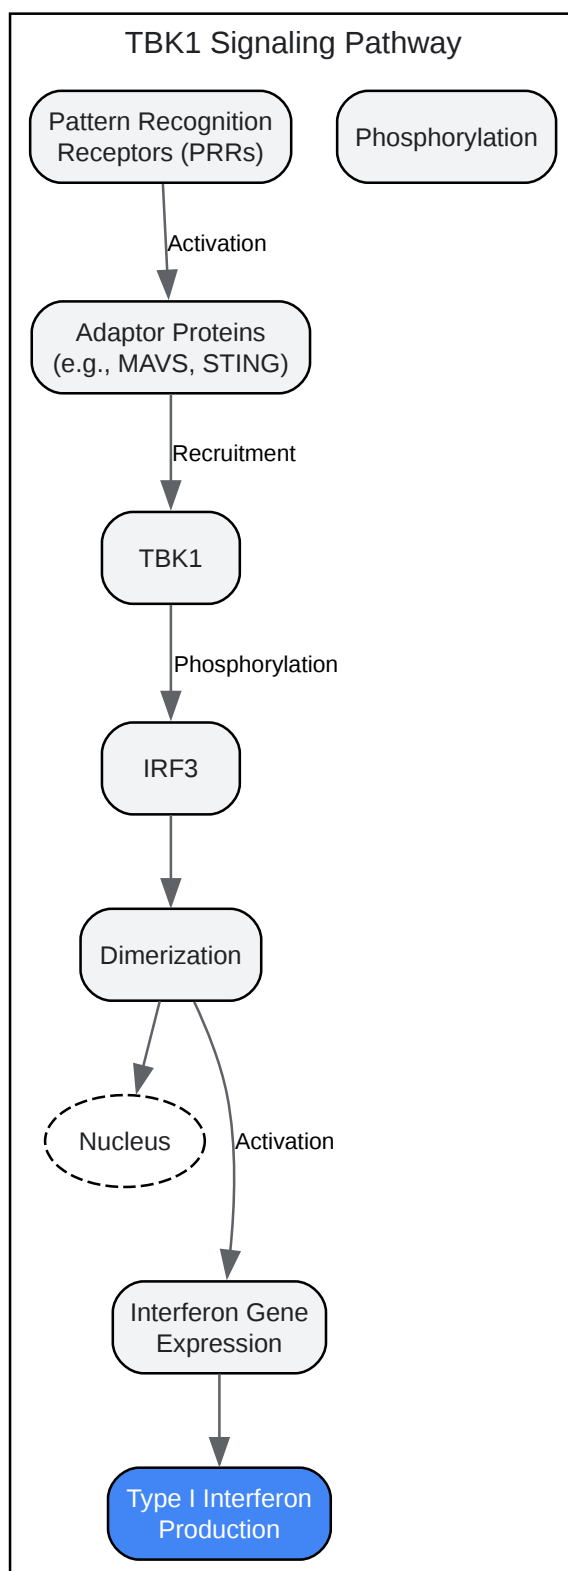 TBK1 Signaling Pathway
Pattern Recognition
Receptors (PRRs)
Phosphorylation
Activation
Adaptor Proteins
(e.g., MAVS, STING)
Recruitment
TBK1
Phosphorylation
IRF3
Dimerization
Nucleus
Activation
Interferon Gene
Expression
Type I Interferon
Production